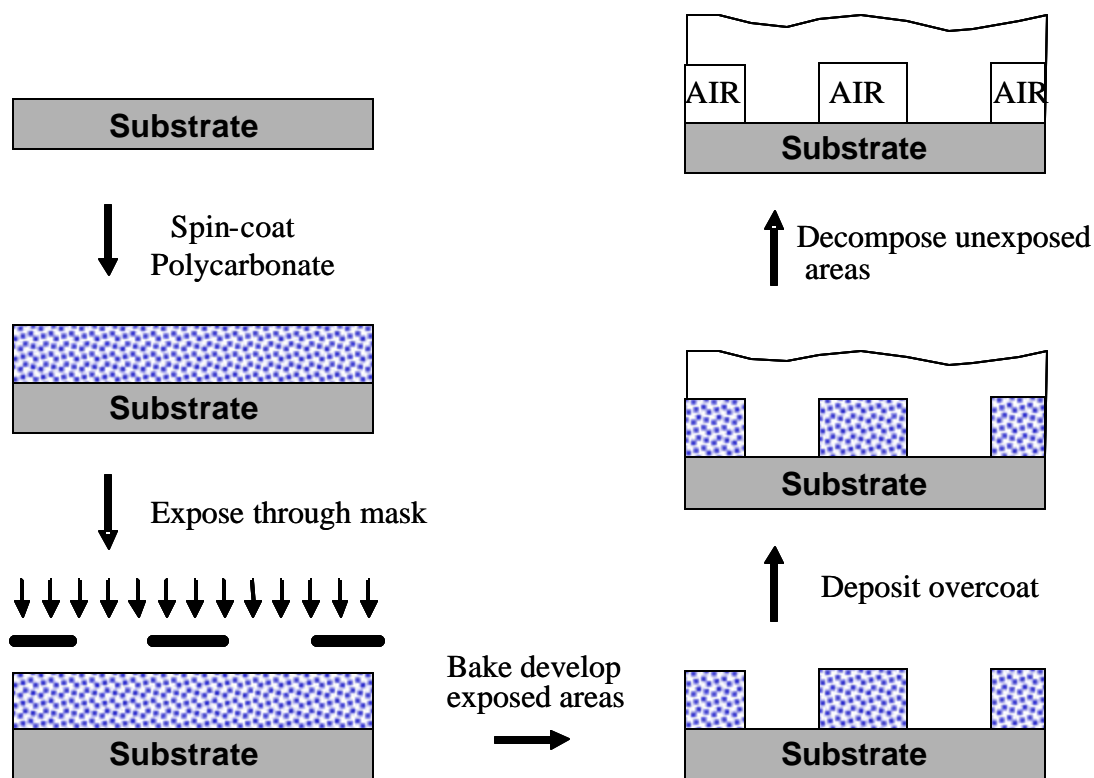 Substrate
Spin-coat
Polycarbonate
Substrate
Expose through mask
Substrate
Bake develop
exposed areas
Substrate
Deposit overcoat
Substrate
Decompose unexposed
areas
AIR AIR AIR
Substrate